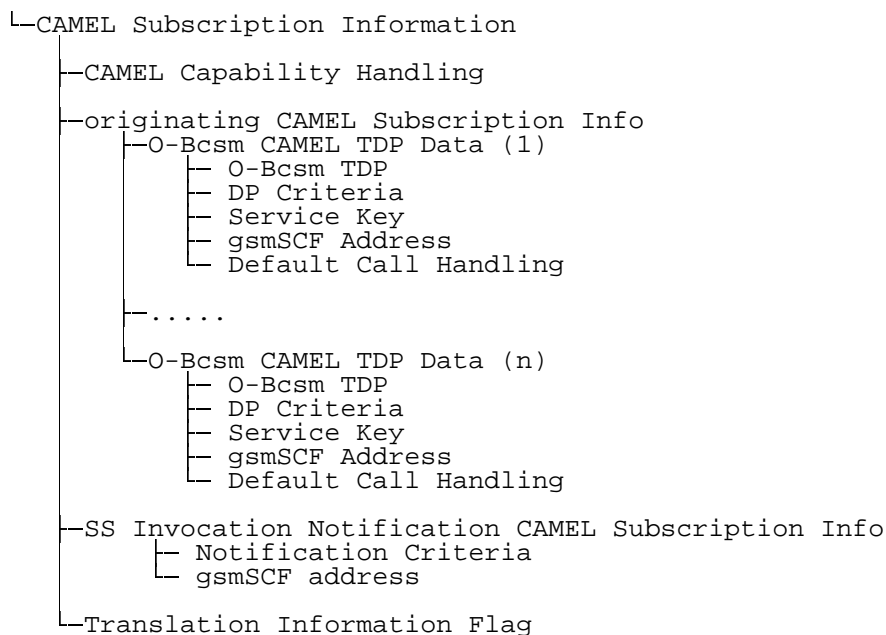 CAMEL Subscription Information
CAMEL Capability Handling
originating CAMEL Subscription Info
O-Bcsm CAMEL TDP Data (1)
O-Bcsm TDP
DP Criteria
Service Key
gsmSCF Address
Default Call Handling
.....
O-Bcsm CAMEL TDP Data (n)
O-Bcsm TDP
DP Criteria
Service Key
gsmSCF Address
Default Call Handling
SS Invocation Notification CAMEL Subscription Info
Notification Criteria
gsmSCF address
Translation Information Flag